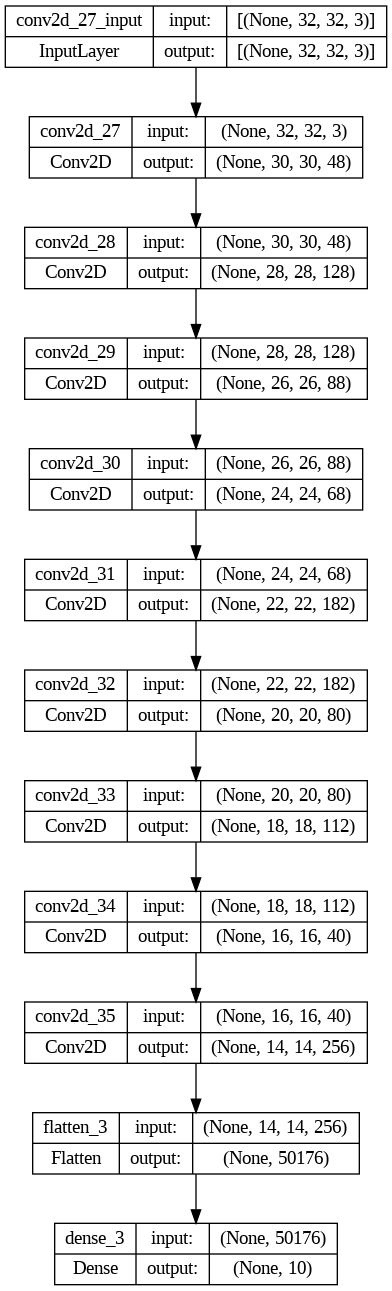 conv2d_27_input input: [(None, 32, 32, 3)]
InputLayer output: [(None, 32, 32, 3)]
conv2d_27 input: (None, 32, 32, 3)
Conv2D output: (None, 30, 30, 48)
conv2d_28 input: (None, 30, 30, 48)
Conv2D output: (None, 28, 28, 128)
conv2d_29 input: (None, 28, 28, 128)
Conv2D output: (None, 26, 26, 88)
conv2d_30 input: (None, 26, 26, 88)
Conv2D output: (None, 24, 24, 68)
conv2d_31 input: (None, 24, 24, 68)
Conv2D output: (None, 22, 22, 182)
conv2d_32 input: (None, 22, 22, 182)
Conv2D output: (None, 20, 20, 80)
conv2d_33 input: (None, 20, 20, 80)
Conv2D output: (None, 18, 18, 112)
conv2d_34 input: (None, 18, 18, 112)
Conv2D output: (None, 16, 16, 40)
conv2d_35 input: (None, 16, 16, 40)
Conv2D output: (None, 14, 14, 256)
flatten_3 input: (None, 14, 14, 256)
Flatten output: (None, 50176)
dense_3 input: (None, 50176)
Dense output: (None, 10)